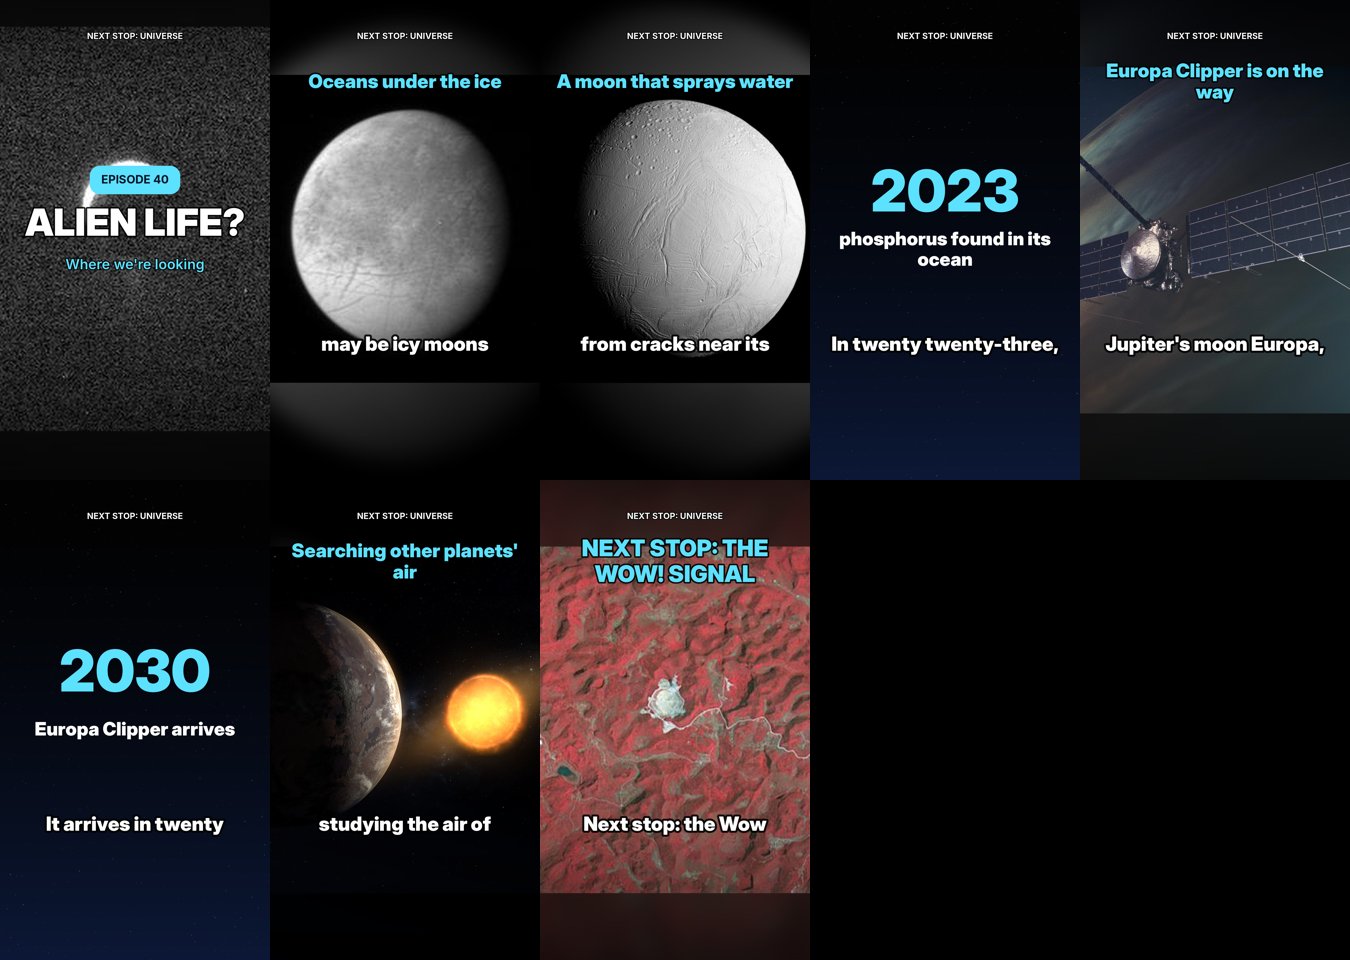 NEXT STOP: UNIVERSE
EPISODE 40
ALIEN LIFE?
Where we're looking
NEXT STOP: UNIVERSE
Oceans under the ice
may be icy moons
NEXT STOP: UNIVERSE
A moon that sprays water
from cracks near its
NEXT STOP: UNIVERSE
2023
phosphorus found in its
ocean
In twenty twenty-three,
NEXT STOP: UNIVERSE
Europa Clipper is on the
way
Jupiter's moon Europa,
NEXT STOP: UNIVERSE
2030
Europa Clipper arrives
It arrives in twenty
NEXT STOP: UNIVERSE
Searching other planets'
air
studying the air of
NEXT STOP: UNIVERSE
NEXT STOP: THE
WOW! SIGNAL
Next stop: the Wow